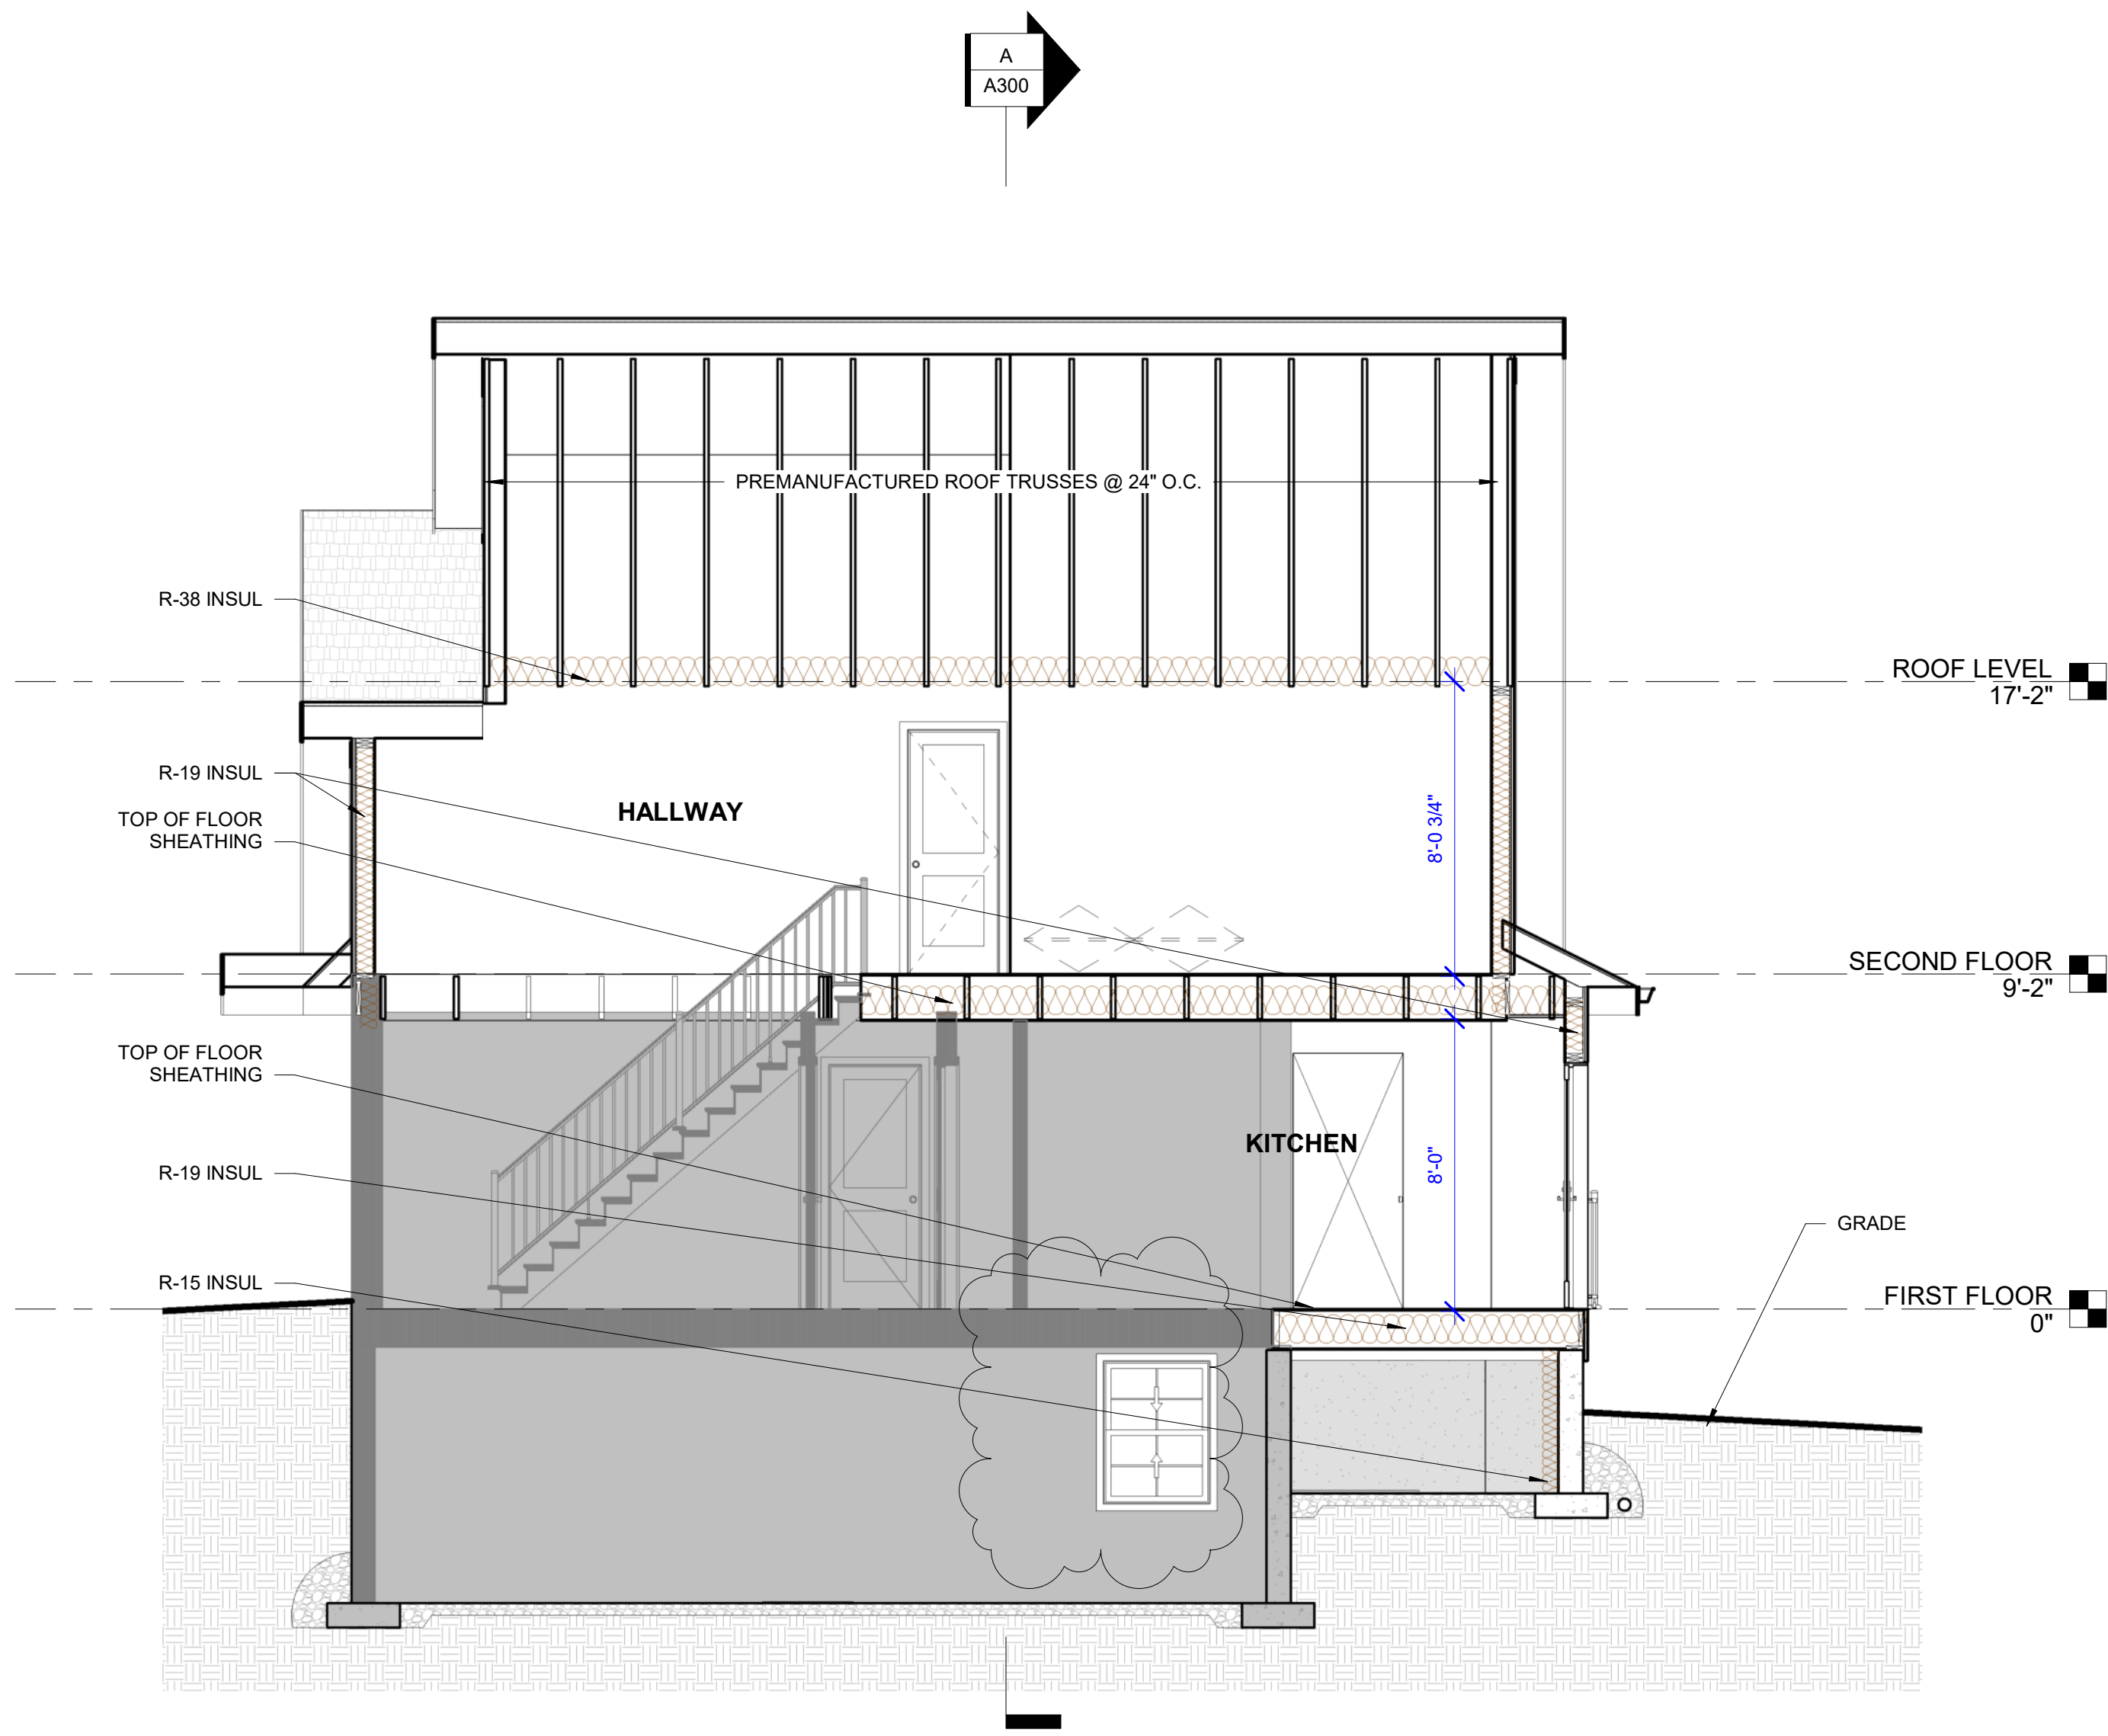 A
A300
PREMANUFACTURED ROOF TRUSSES @ 24" O.C.
R-38 INSUL
ROOF LEVEL
17'-2"
R-19 INSUL
HALLWAY
8'-0 3/4"
TOP OF FLOOR
SHEATHING
SECOND FLOOR
9'-2"
TOP OF FLOOR
SHEATHING
KITCHEN
8'-0"
R-19 INSUL
GRADE
R-15 INSUL
FIRST FLOOR
0"